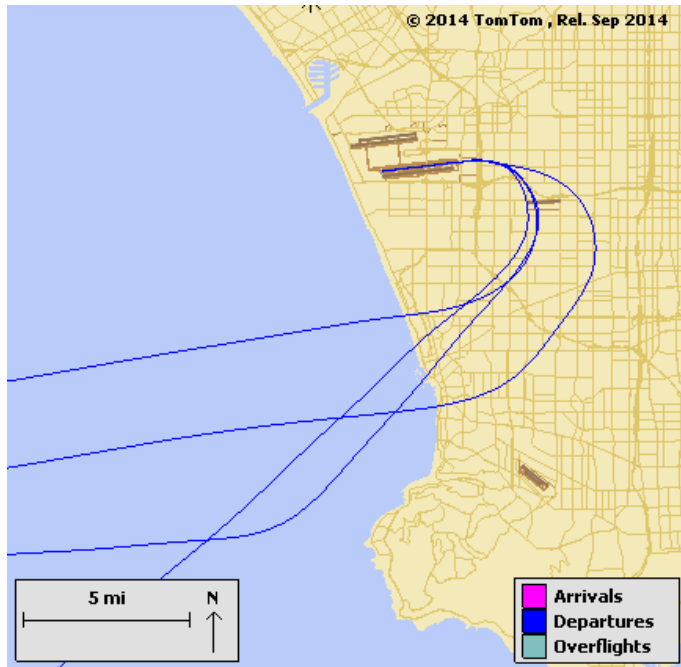 © 2014 TomTom , Rel. Sep 2014
5 mi
N
Arrivals
Departures
Overflights